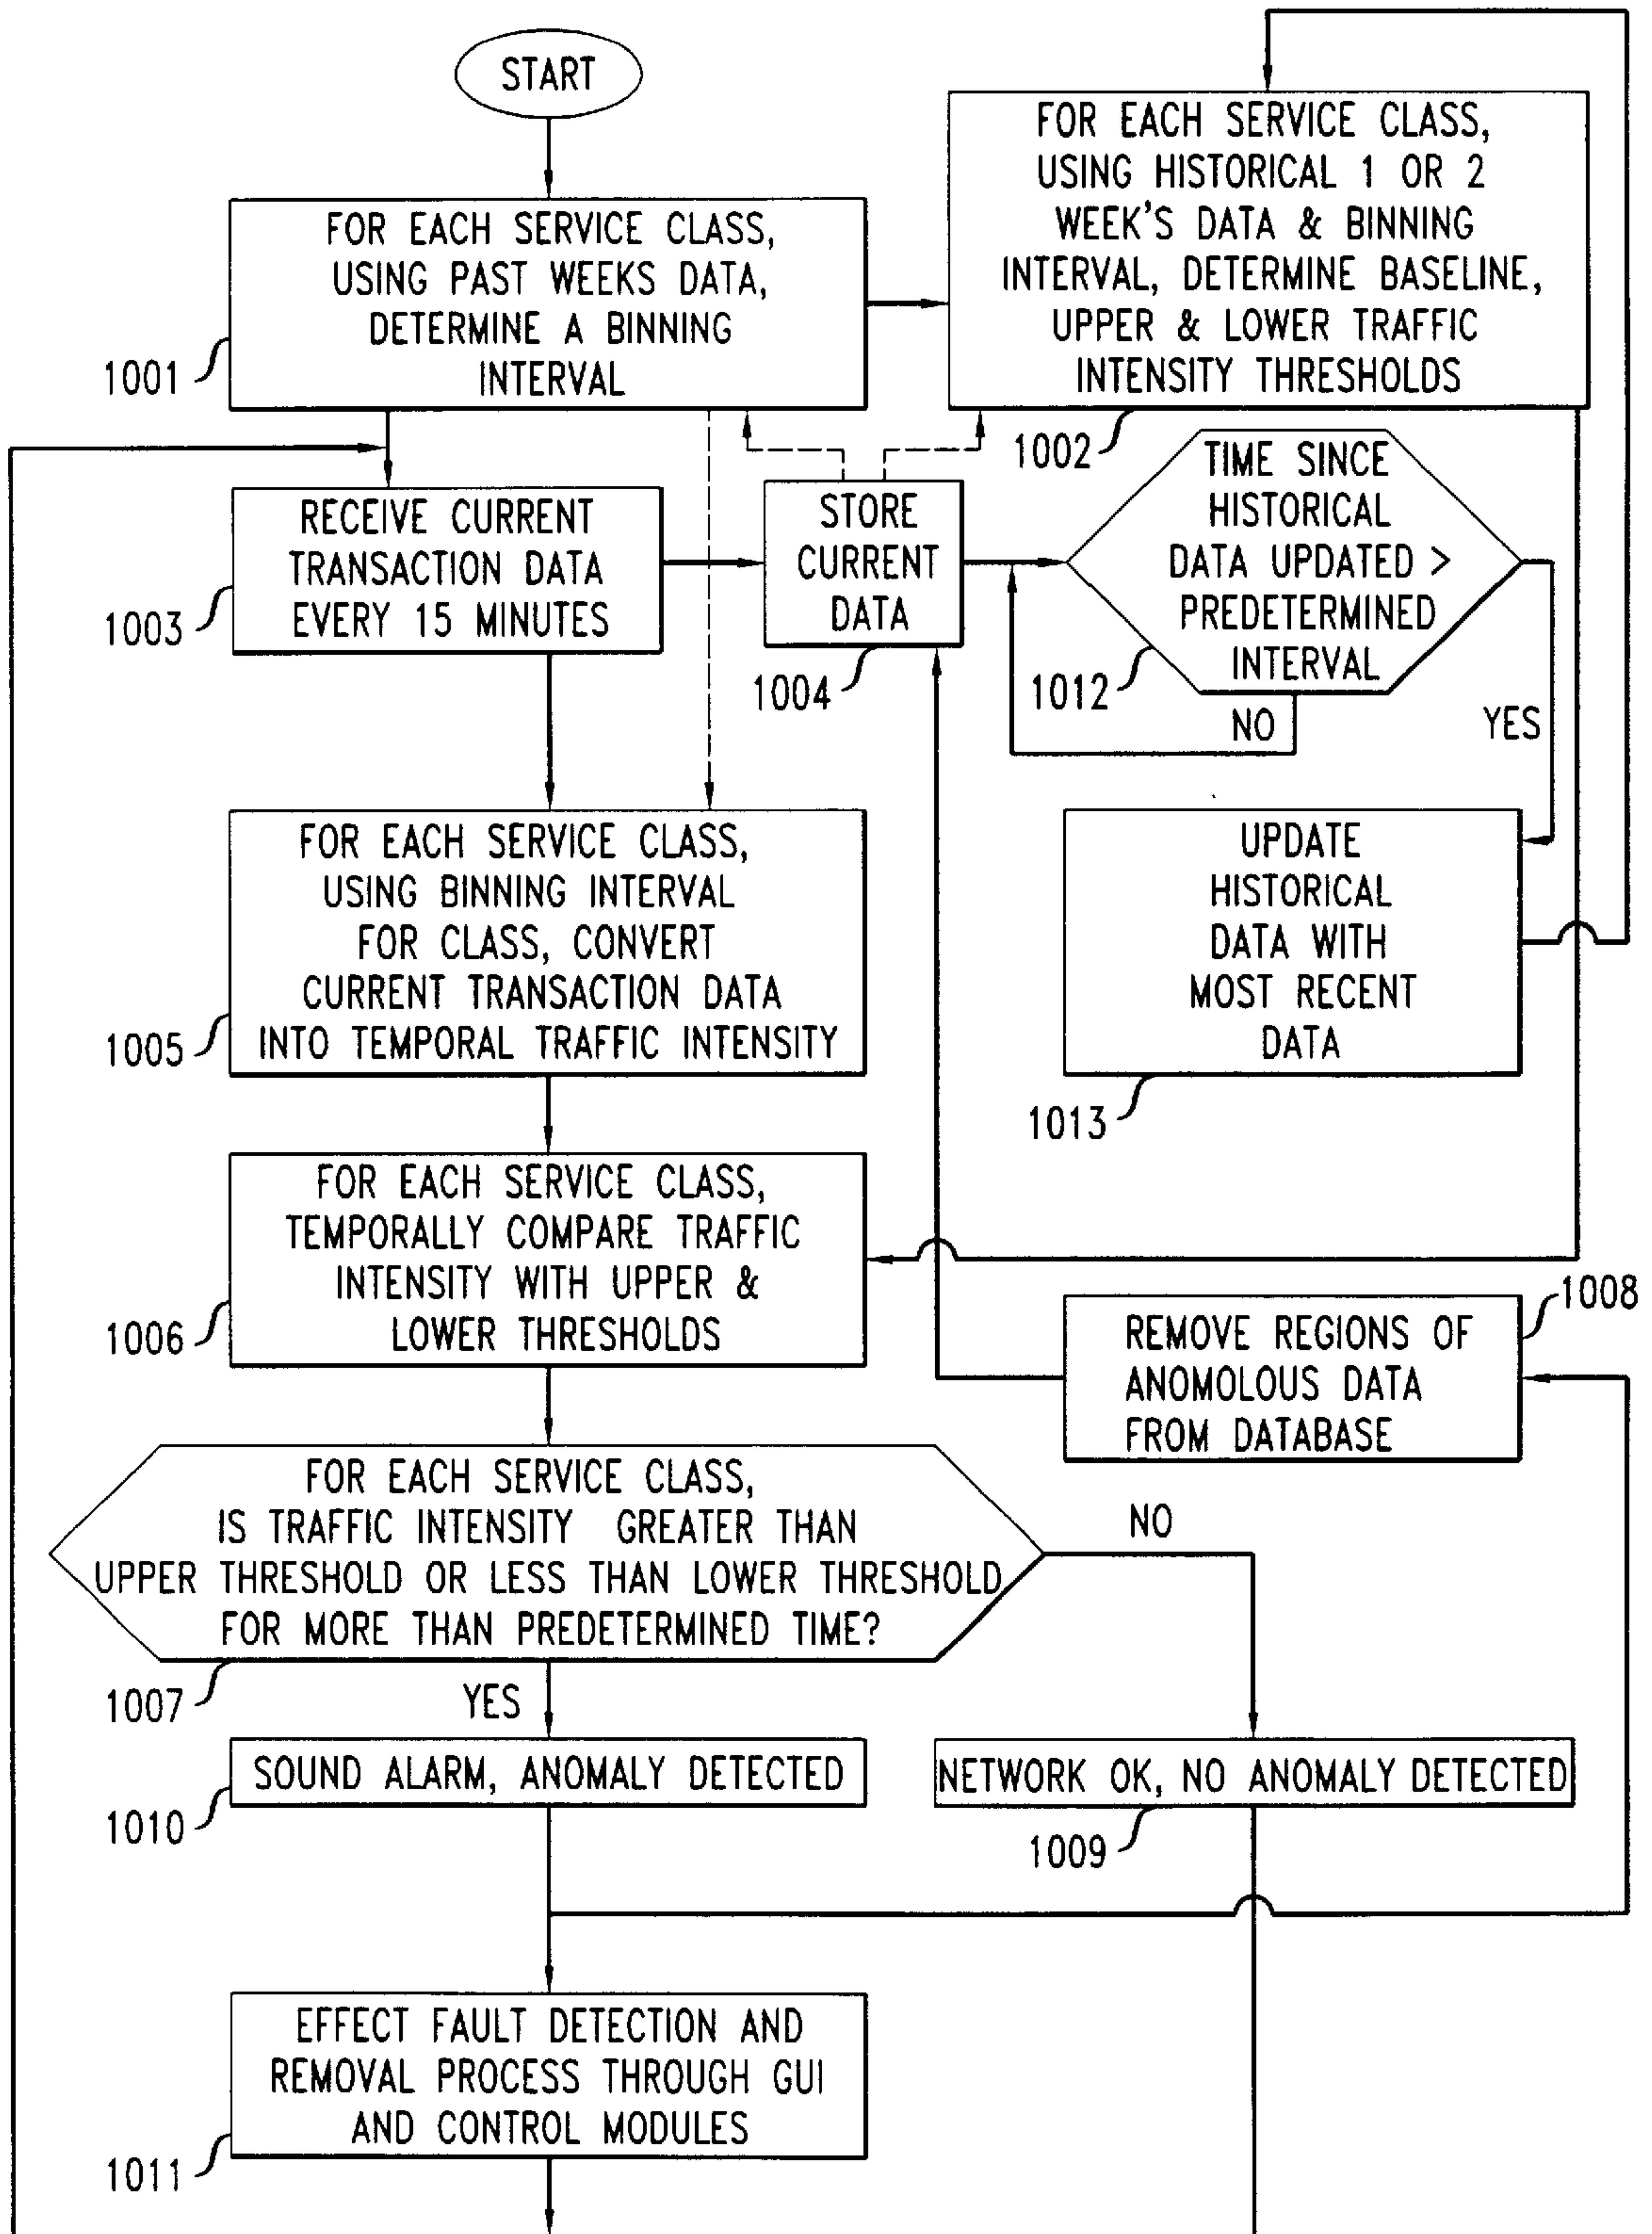 START
FOR EACH SERVICE CLASS,
USING PAST WEEKS DATA,
DETERMINE A BINNING
INTERVAL
1001
FOR EACH SERVICE CLASS,
USING HISTORICAL 1 OR 2
WEEK'S DATA & BINNING
INTERVAL, DETERMINE BASELINE,
UPPER & LOWER TRAFFIC
INTENSITY THRESHOLDS
1002
RECEIVE CURRENT
TRANSACTION DATA
EVERY 15 MINUTES
1003
STORE
CURRENT
DATA
1004
TIME SINCE
HISTORICAL
DATA UPDATED >
PREDETERMINED
INTERVAL
1012
NO
YES
FOR EACH SERVICE CLASS,
USING BINNING INTERVAL
FOR CLASS, CONVERT
CURRENT TRANSACTION DATA
INTO TEMPORAL TRAFFIC INTENSITY
1005
UPDATE
HISTORICAL
DATA WITH
MOST RECENT
DATA
1013
FOR EACH SERVICE CLASS,
TEMPORALLY COMPARE TRAFFIC
INTENSITY WITH UPPER &
LOWER THRESHOLDS
1006
1008
REMOVE REGIONS OF
ANOMOLOUS DATA
FROM DATABASE
FOR EACH SERVICE CLASS,
IS TRAFFIC INTENSITY GREATER THAN
UPPER THRESHOLD OR LESS THAN LOWER THRESHOLD
FOR MORE THAN PREDETERMINED TIME?
1007
NO
YES
SOUND ALARM, ANOMALY DETECTED
1010
NETWORK OK, NO ANOMALY DETECTED
1009
EFFECT FAULT DETECTION AND
REMOVAL PROCESS THROUGH GUI
AND CONTROL MODULES
1011